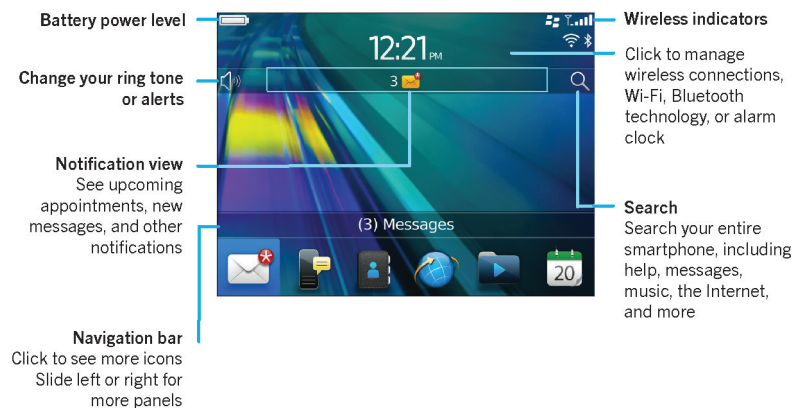 Battery power level
Change your ring tone
or alerts
Notification view
See upcoming
appointments, new
messages, and other
notifications
Navigation bar
Click to see more icons
Slide left or right for
more panels
12:21 PM
3
(3) Messages
20
Wireless indicators
Click to manage
wireless connections,
Wi-Fi, Bluetooth
technology, or alarm
clock
Search
Search your entire
smartphone, including
help, messages,
music, the Internet,
and more